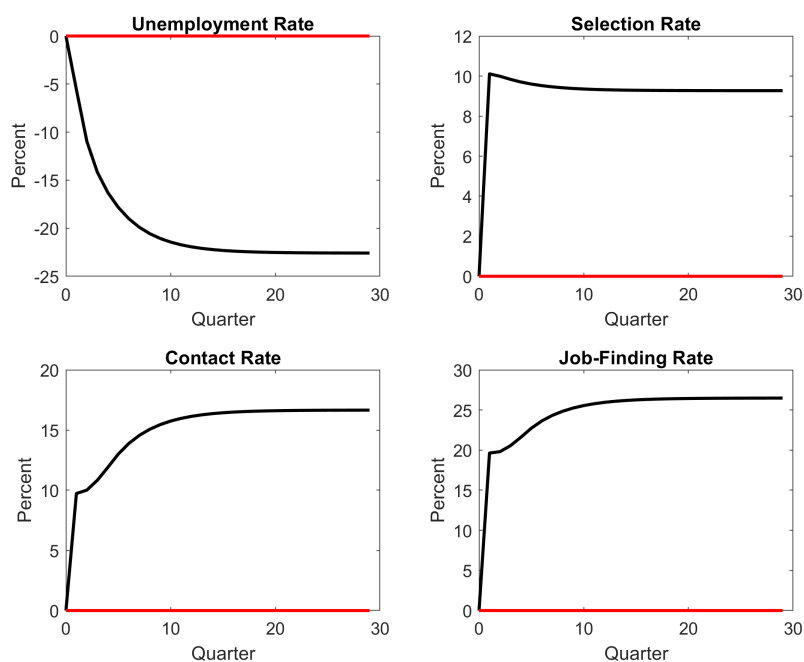 Unemployment Rate
0
-5
-10
-15
-20
-25
Percent
0 10 20 30
Quarter
Selection Rate
12
10
8
6
4
2
0
Percent
0 10 20 30
Quarter
Contact Rate
20
15
10
5
0
Percent
0 10 20 30
Quarter
Job-Finding Rate
30
25
20
15
10
5
0
Percent
0 10 20 30
Quarter